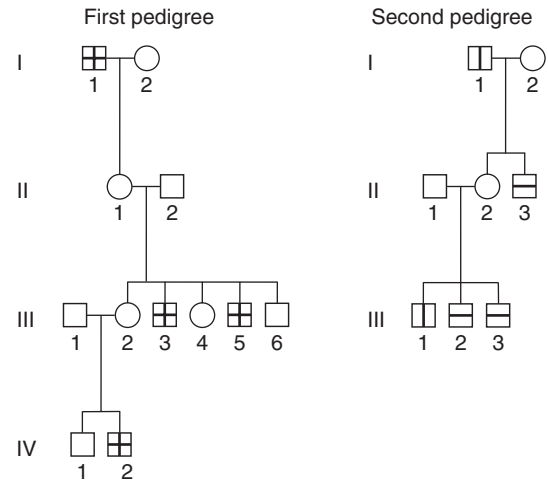 First pedigree
I
1 2
II
1 2
III
1 2 3 4 5 6
IV
1 2
Second pedigree
I
1 2
II
1 2 3
III
1 2 3